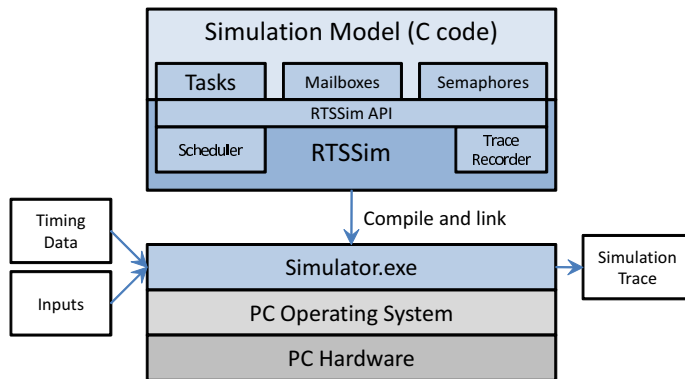 Simulation Model (C code)
Tasks
Mailboxes
Semaphores
RTSSim API
Scheduler
RTSSim
Trace
Recorder
Compile and link
Timing
Data
Inputs
Simulator.exe
Simulation
Trace
PC Operating System
PC Hardware